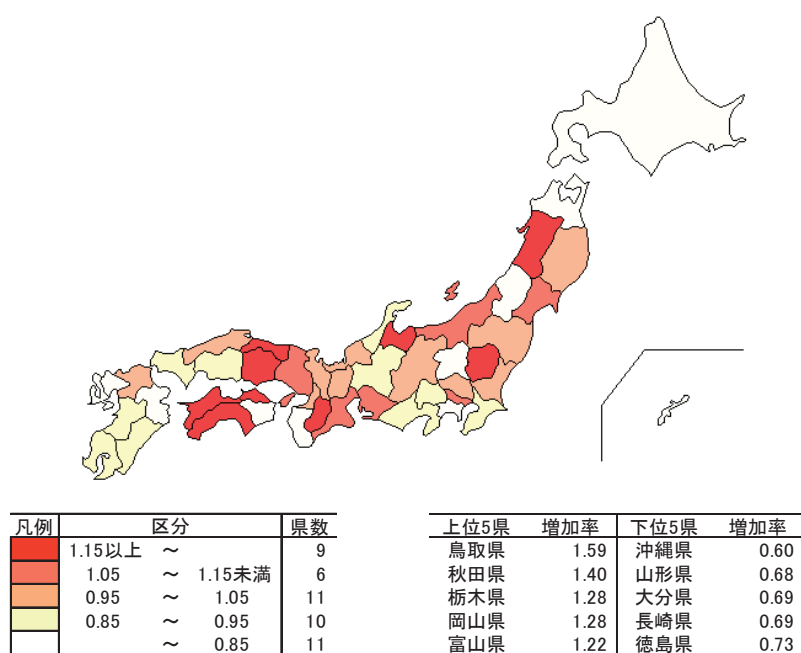 凡例 区分 県数
1.15以上 ～ 9
1.05 ～ 1.15未満 6
0.95 ～ 1.05 11
0.85 ～ 0.95 10
～ 0.85 11
上位5県 増加率 下位5県 増加率
鳥取県 1.59 沖縄県 0.60
秋田県 1.40 山形県 0.68
栃木県 1.28 大分県 0.69
岡山県 1.28 長崎県 0.69
富山県 1.22 徳島県 0.73